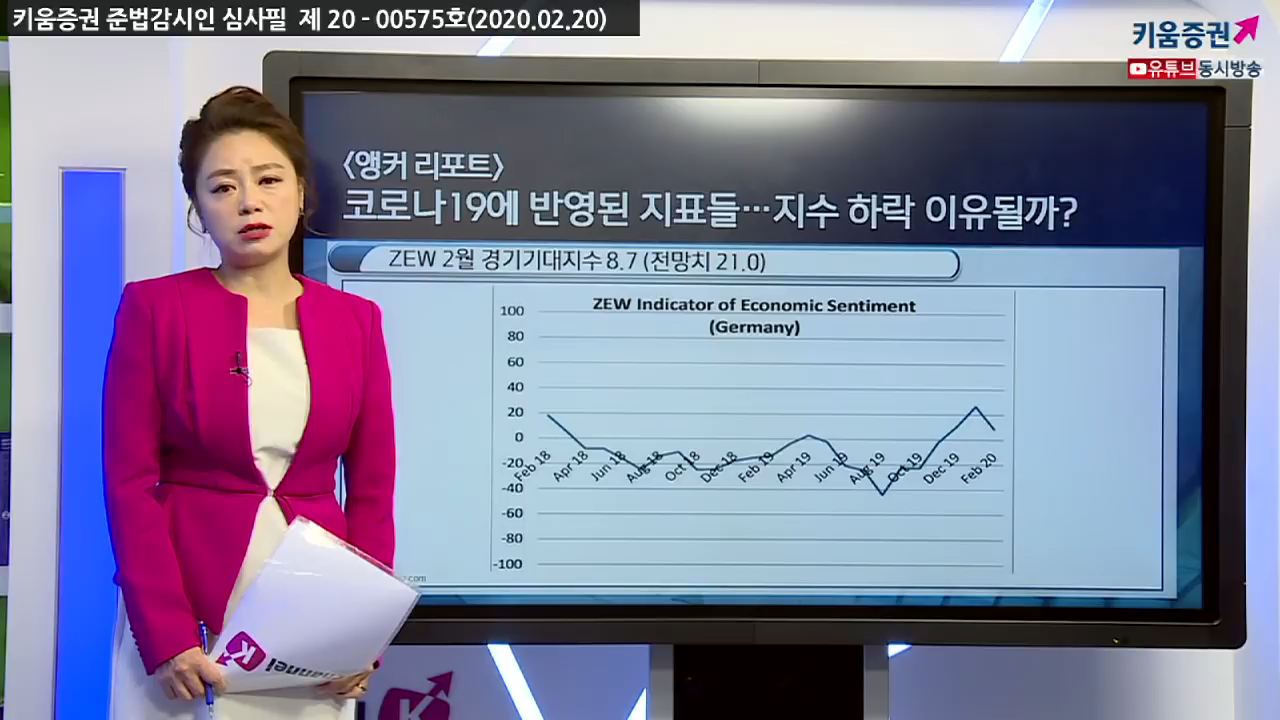 키움증권 준법감시인 심사필 제 20 - 00575호(2020.02.20)
키움증권
유튜브동시방송
<앵커 리포트>
코로나19에 반영된 지표들…지수 하락 이유될까?
ZEW 2월 경기기대지수 8.7 (전망치 21.0)
ZEW Indicator of Economic Sentiment
(Germany)
100
80
60
40
20
0
-20
-40
-60
-80
-100
Feb 18
Apr 18
Jun 18
Aug 18
Oct 18
Dec 18
Feb 19
Apr 19
Jun 19
Aug 19
Oct 19
Dec 19
Feb 20
.com
K
Channel
K